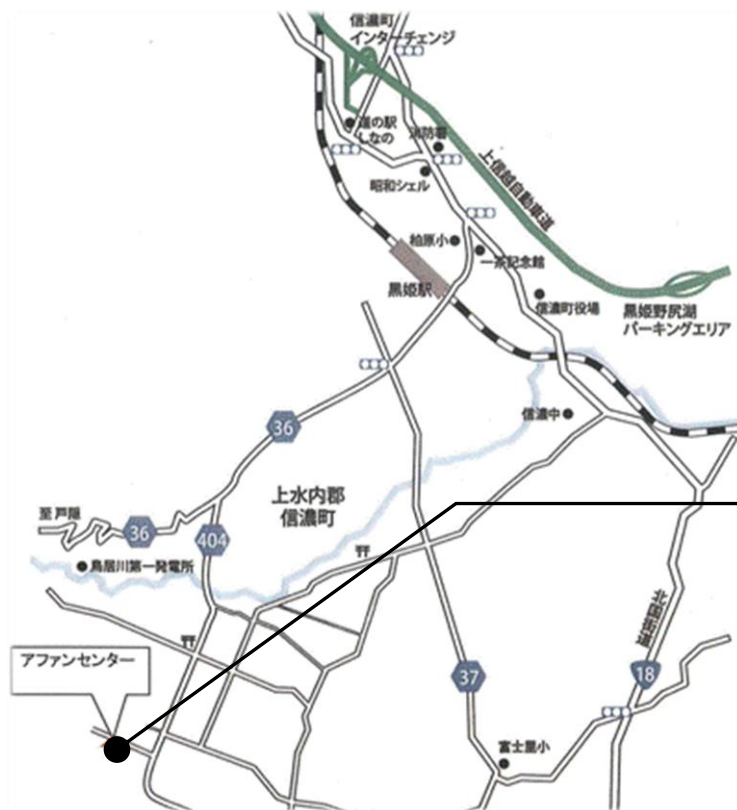 信濃町
インターチェンジ
道の駅
しなの
消防署
昭和シェル
上信越自動車道
柏原小
一茶記念館
黒姫駅
信濃町役場
黒姫野尻湖
パーキングエリア
36
信濃中
上水内郡
信濃町
至戸隠
36
404
鳥居川第一発電所
北国街道
アファンセンター
37
18
富士里小